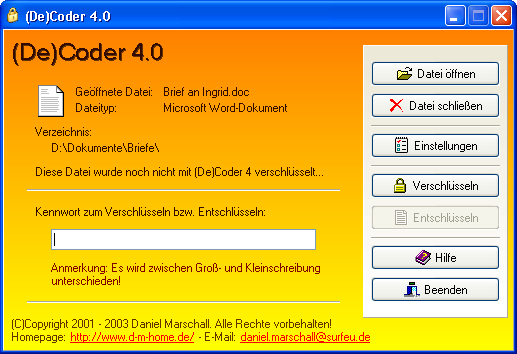 (De)Coder 4.0
(De)Coder 4.0
Geöffnete Datei: Brief an Ingrid.doc
Dateityp: Microsoft Word-Dokument
Verzeichnis:
D:\Dokumente\Briefe\
Diese Datei wurde noch nicht mit (De)Coder 4 verschlüsselt...
Kennwort zum Verschlüsseln bzw. Entschlüsseln:
Anmerkung: Es wird zwischen Groß- und Kleinschreibung
unterschieden!
Datei öffnen
Datei schließen
Einstellungen
Verschlüsseln
Entschlüsseln
Hilfe
Beenden
(C)Copyright 2001 - 2003 Daniel Marschall. Alle Rechte vorbehalten!
Homepage: http://www.d-m-home.de/ - E-Mail: daniel.marschall@surfeu.de